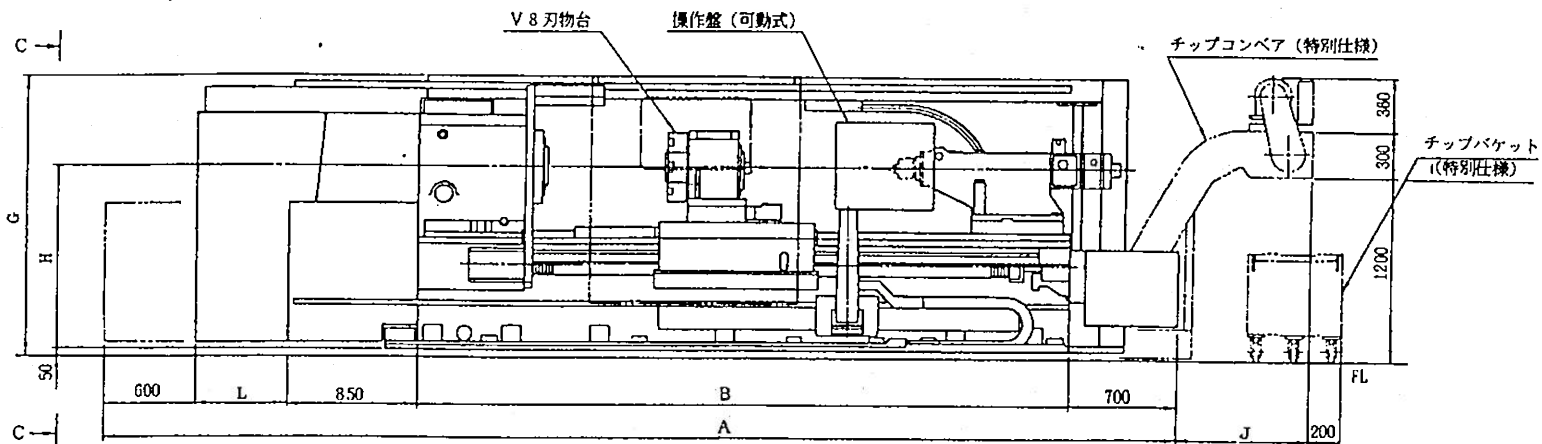 V8刃物台
操作盤(可動式)
チップコンベア(特別仕様)
チップバケット
(特別仕様)
C
G
H
50
360
300
1200
FL
600
L
850
B
700
C
A
J
200